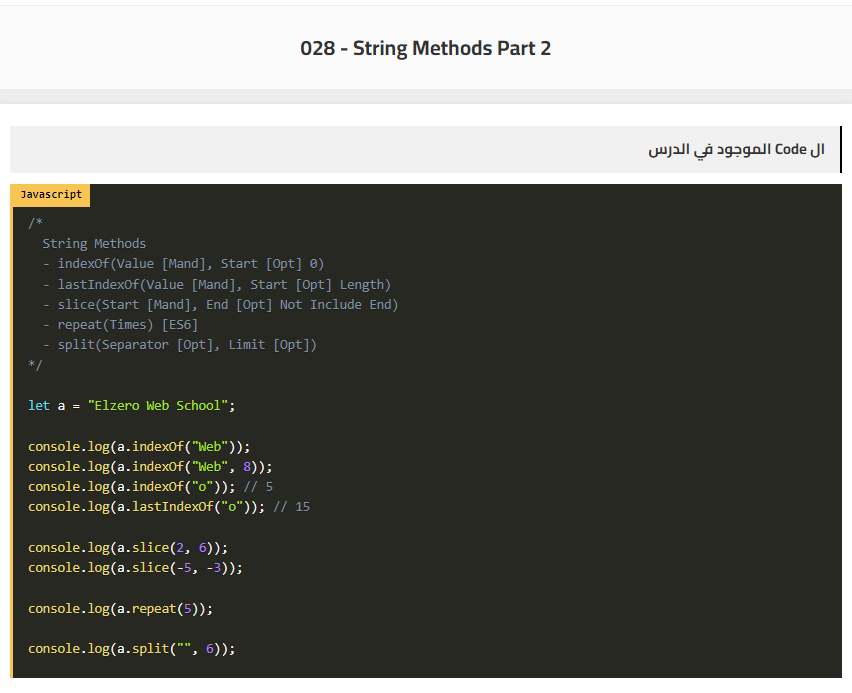 028 - String Methods Part 2
ال Code الموجود في الدرس
Javascript
/*
  String Methods
  - indexOf(Value [Mand], Start [Opt] 0)
  - lastIndexOf(Value [Mand], Start [Opt] Length)
  - slice(Start [Mand], End [Opt] Not Include End)
  - repeat(Times) [ES6]
  - split(Separator [Opt], Limit [Opt])
*/
let a = "Elzero Web School";
console.log(a.indexOf("Web"));
console.log(a.indexOf("Web", 8));
console.log(a.indexOf("o")); // 5
console.log(a.lastIndexOf("o")); // 15
console.log(a.slice(2, 6));
console.log(a.slice(-5, -3));
console.log(a.repeat(5));
console.log(a.split("", 6));